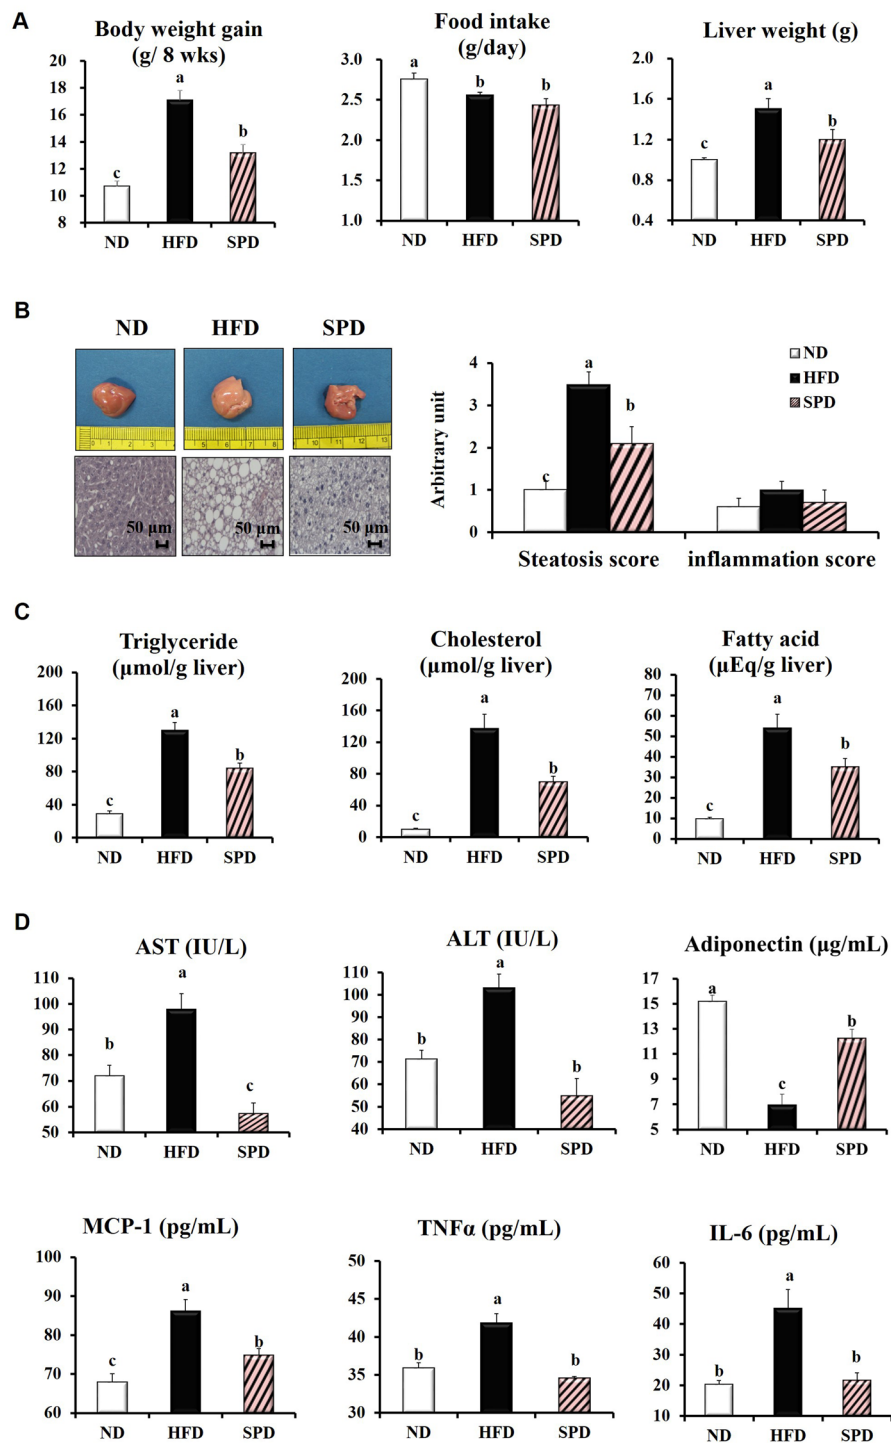 A
Body weight gain
(g/ 8 wks)
20
18
16
14
12
10
8
c
a
b
ND HFD SPD
Food intake
(g/day)
3.0
2.5
2.0
1.5
1.0
a
b
b
ND HFD SPD
Liver weight (g)
2.0
1.6
1.2
0.8
0.4
c
a
b
ND HFD SPD
B
ND HFD SPD
50 µm 50 µm 50 µm
Arbitrary unit
4
3
2
1
0
c
a
b
ND
HFD
SPD
Steatosis score inflammation score
C
Triglyceride
(µmol/g liver)
200
160
120
80
40
0
c
a
b
ND HFD SPD
Cholesterol
(µmol/g liver)
200
160
120
80
40
0
c
a
b
ND HFD SPD
Fatty acid
(µEq/g liver)
80
70
60
50
40
30
20
10
0
c
a
b
ND HFD SPD
D
AST (IU/L)
110
100
90
80
70
60
50
b
a
c
ND HFD SPD
ALT (IU/L)
110
100
90
80
70
60
50
40
b
a
b
ND HFD SPD
Adiponectin (µg/mL)
17
15
13
11
9
7
5
a
c
b
ND HFD SPD
MCP-1 (pg/mL)
100
90
80
70
60
c
a
b
ND HFD SPD
TNFα (pg/mL)
50
45
40
35
30
b
a
b
ND HFD SPD
IL-6 (pg/mL)
60
50
40
30
20
10
b
a
b
ND HFD SPD